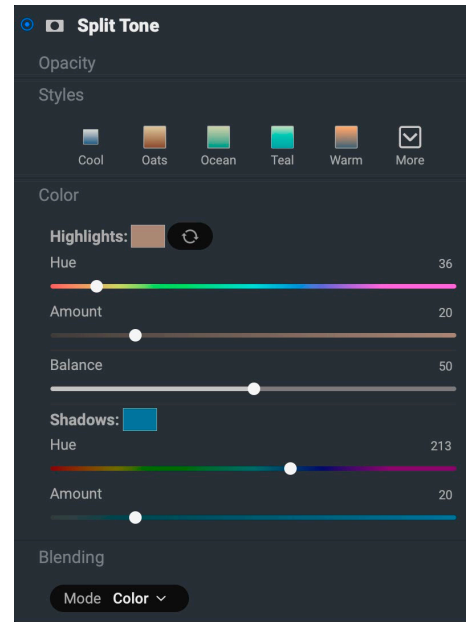 Split Tone
Opacity
Styles
Cool Oats Ocean Teal Warm More
Color
Highlights:
Hue 36
Amount 20
Balance 50
Shadows:
Hue 213
Amount 20
Blending
Mode Color